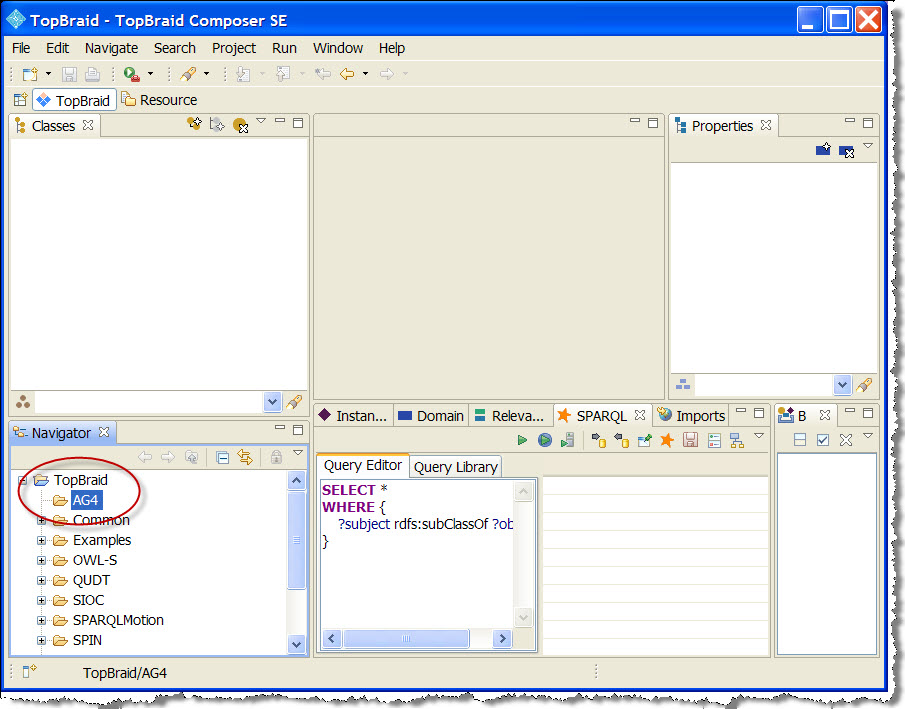 TopBraid - TopBraid Composer SE
File Edit Navigate Search Project Run Window Help
TopBraid Resource
Classes
Properties
Navigator
TopBraid
AG4
Common
Examples
OWL-S
QUDT
SIOC
SPARQLMotion
SPIN
Instan... Domain Releva... SPARQL Imports
Query Editor Query Library
SELECT *
WHERE {
?subject rdfs:subClassOf ?ob
}
B
TopBraid/AG4